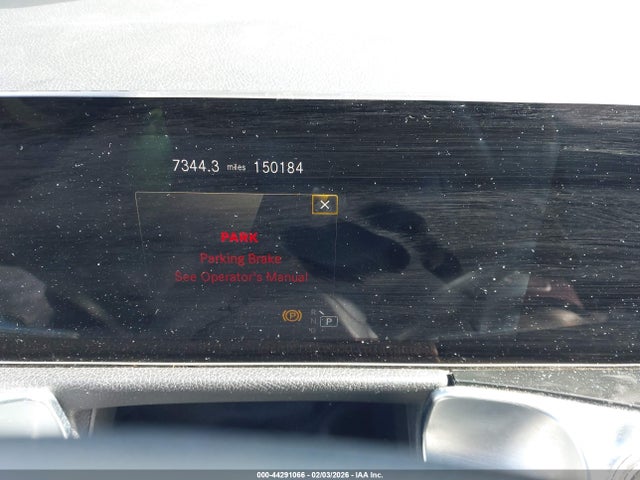 7344.3 miles 150184
PARK
Parking Brake
See Operator's Manual
R
N P
000-44291066 - 02/03/2026 - IAA Inc.